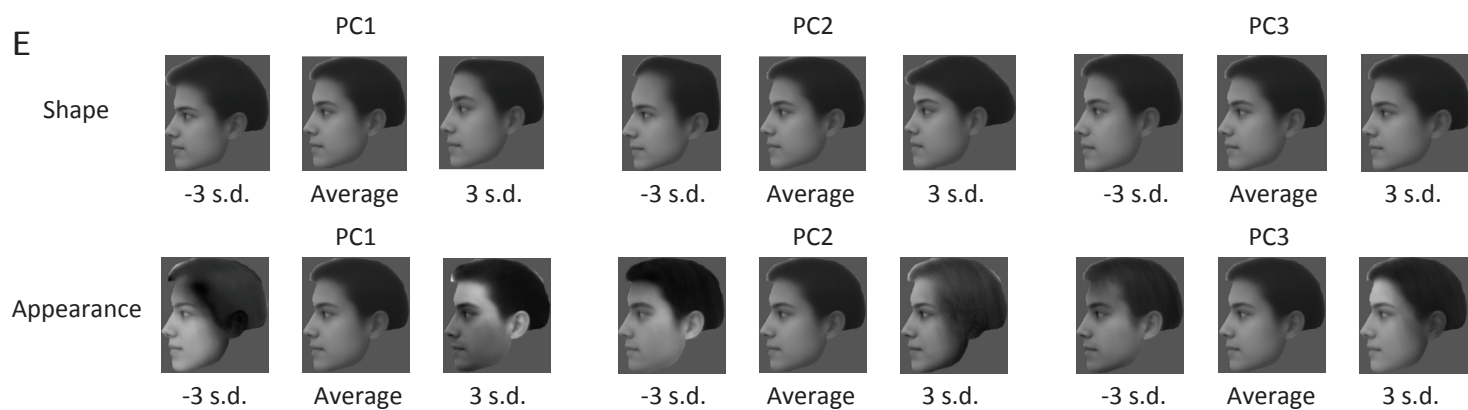 E
PC1 PC2 PC3
Shape
-3 s.d. Average 3 s.d. -3 s.d. Average 3 s.d. -3 s.d. Average 3 s.d.
PC1 PC2 PC3
Appearance
-3 s.d. Average 3 s.d. -3 s.d. Average 3 s.d. -3 s.d. Average 3 s.d.